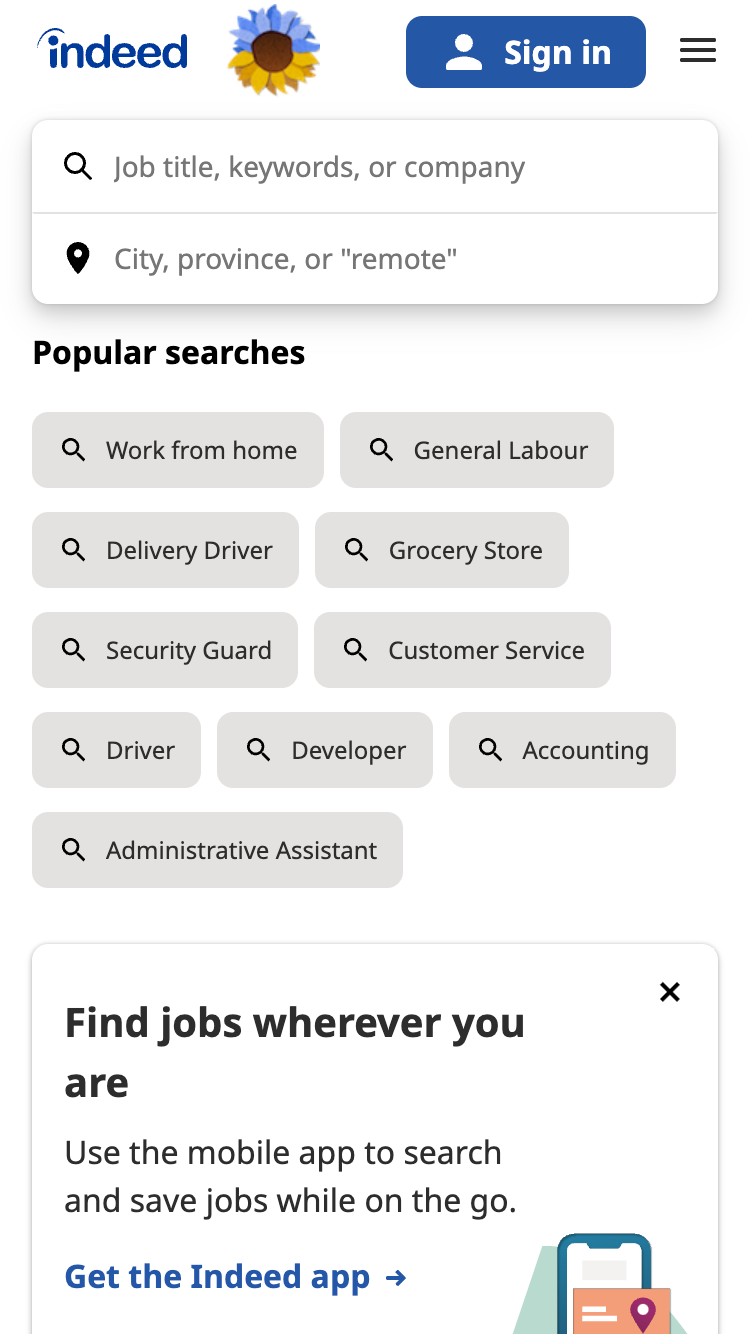 indeed
Sign in
Job title, keywords, or company
City, province, or "remote"
Popular searches
Work from home
General Labour
Delivery Driver
Grocery Store
Security Guard
Customer Service
Driver
Developer
Accounting
Administrative Assistant
Find jobs wherever you
are
Use the mobile app to search
and save jobs while on the go.
Get the Indeed app →